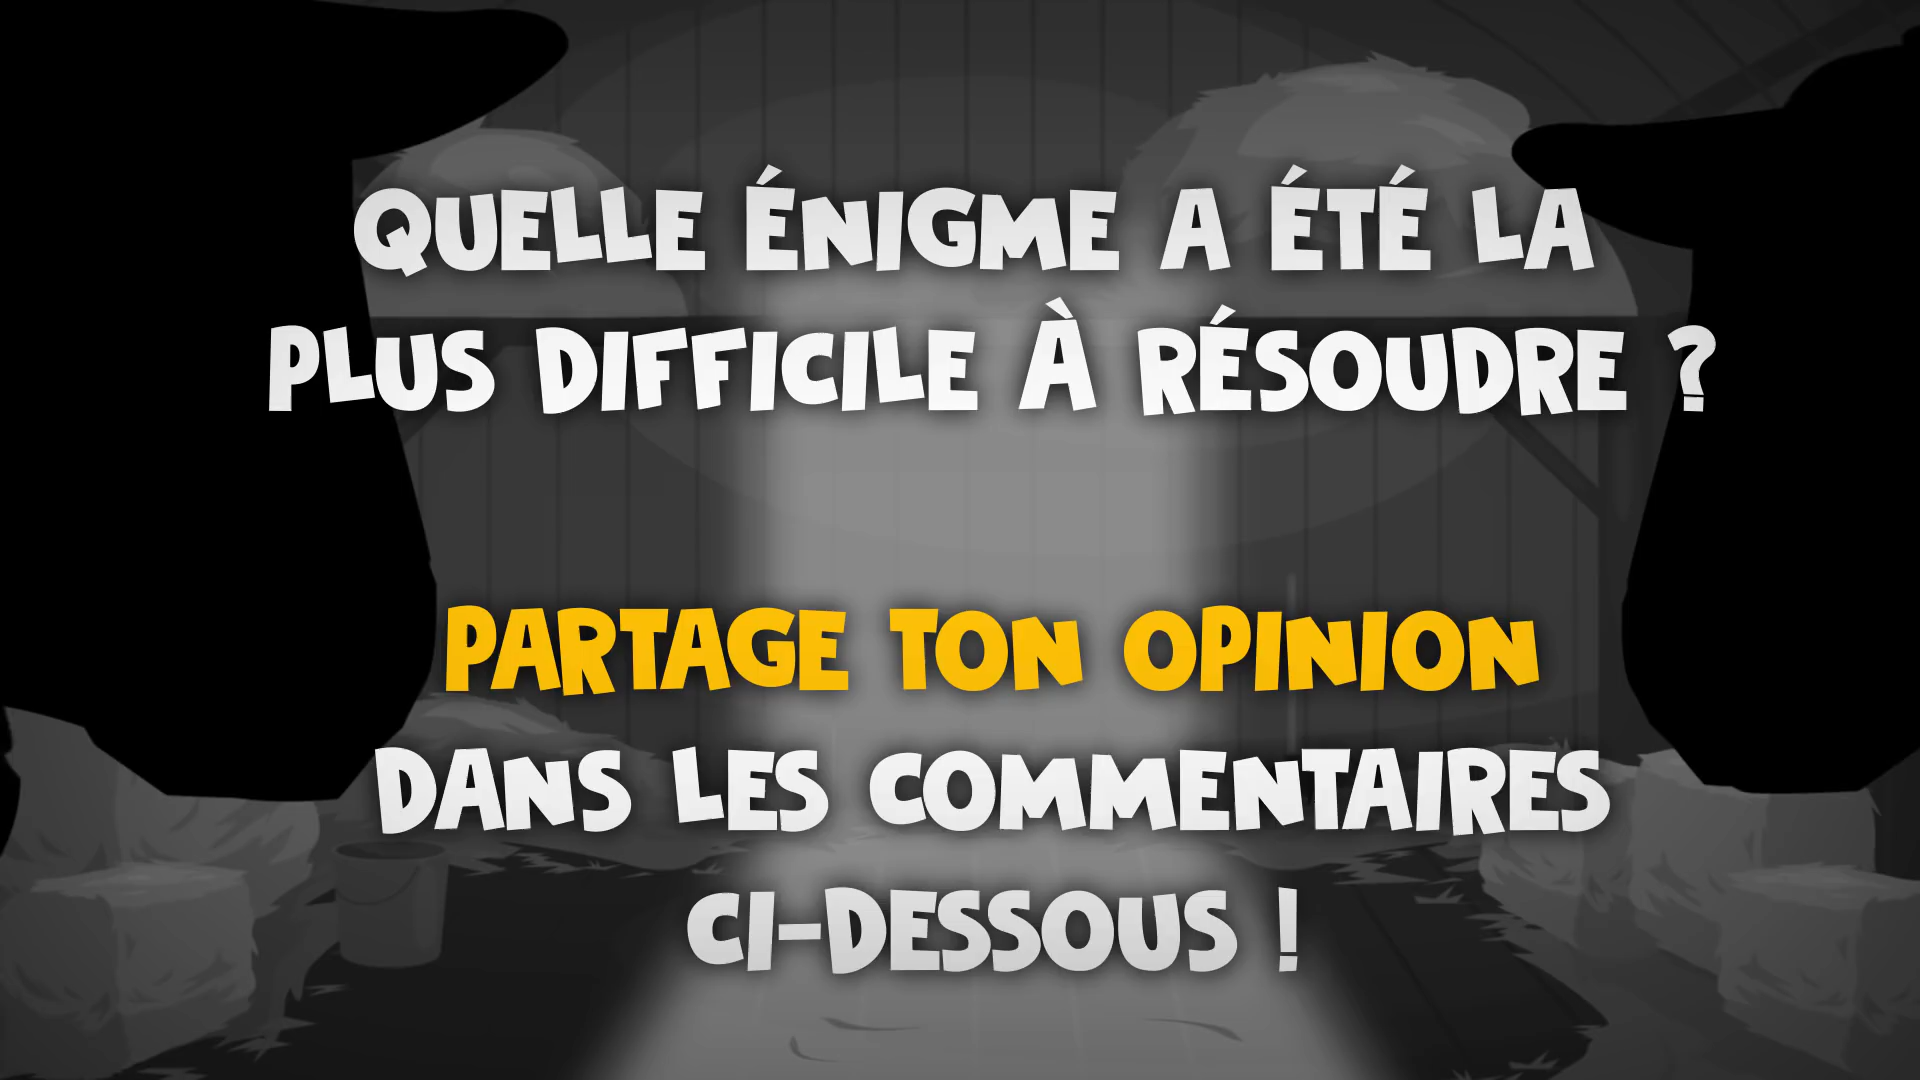 QUELLE ÉNIGME A ÉTÉ LA
PLUS DIFFICILE À RÉSOUDRE ?
PARTAGE TON OPINION
DANS LES COMMENTAIRES
CI-DESSOUS !